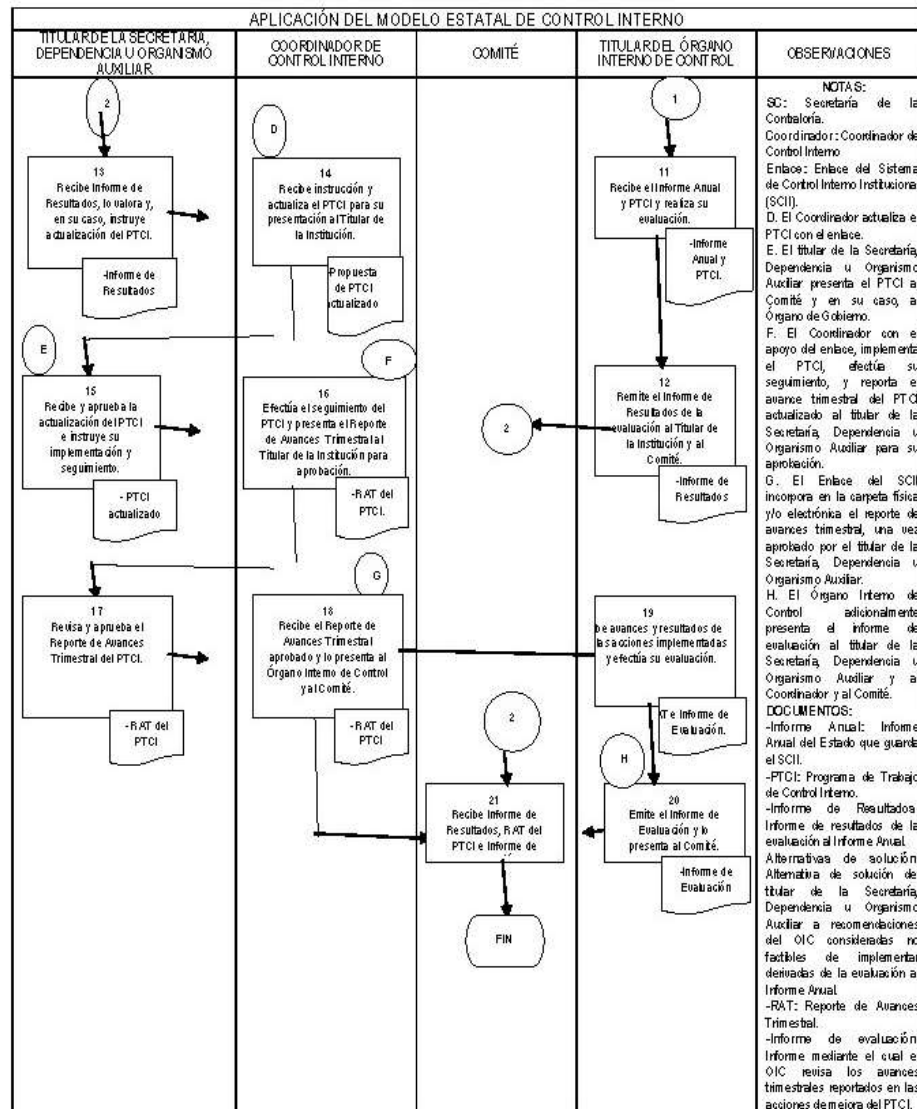 APLICACIÓN DEL MODELO ESTATAL DE CONTROL INTERNO
TITULAR DE LA SECRETARÍA,
DEPENDENCIA U ORGANISMO
AUXILIAR
COORDINADOR DE
CONTROL INTERNO
COMITÉ
TITULAR DEL ÓRGANO
INTERNO DE CONTROL
OBSERVACIONES
2
13
Recibe Informe de
Resultados, lo valora y,
en su caso, instruye
actualización del PTCI.
-Informe de
Resultados
E
15
Recibe y aprueba la
actualización del PTCI
e instruye su
implementación y
seguimiento.
- PTCI
actualizado
17
Revisa y aprueba el
Reporte de Avances
Trimestral del PTCI.
-RAT del
PTCI
D
14
Recibe instrucción y
actualiza el PTCI para su
presentación al Titular de
la Institución.
Propuesta
de PTCI
actualizado
F
16
Efectúa el seguimiento del
PTCI y presenta el Reporte
de Avances Trimestral al
Titular de la Institución para
aprobación.
-RAT del
PTCI.
G
18
Recibe el Reporte de
Avances Trimestral
aprobado y lo presenta al
Órgano Interno de Control
y al Comité.
-RAT del
PTCI
2
2
21
Recibe Informe de
Resultados, RAT del
PTCI e Informe de
FIN
1
11
Recibe el Informe Anual
y PTCI y realiza su
evaluación.
-Informe
Anual y
PTCI.
12
Remite el Informe de
Resultados de la
evaluación al Titular de
la Institución y al
Comité.
-Informe de
Resultados
19
be avances y resultados de
las acciones implementadas
y efectúa su evaluación.
e Informe de
Evaluación.
H
20
Emite el Informe de
Evaluación y lo
presenta al Comité.
-Informe de
Evaluación
NOTAS:
SC: Secretaría de la
Contraloría.
Coordinador: Coordinador de
Control Interno
Enlace: Enlace del Sistema
de Control Interno Institucional
(SCII).
D. El Coordinador actualiza el
PTCI con el enlace.
E. El titular de la Secretaría,
Dependencia u Organismo
Auxiliar presenta el PTCI al
Comité y en su caso, al
Órgano de Gobierno.
F. El Coordinador con el
apoyo del enlace, implementa
el PTCI, efectúa su
seguimiento, y reporta el
avance trimestral del PTCI
actualizado al titular de la
Secretaría, Dependencia u
Organismo Auxiliar para su
aprobación.
G. El Enlace del SCII
incorpora en la carpeta física
y/o electrónica el reporte de
avances trimestral, una vez
aprobado por el titular de la
Secretaría, Dependencia u
Organismo Auxiliar.
H. El Órgano Interno de
Control adicionalmente
presenta el informe de
evaluación al titular de la
Secretaría, Dependencia u
Organismo Auxiliar y al
Coordinador y al Comité.
DOCUMENTOS:
-Informe Anual: Informe
Anual del Estado que guarda
el SCII.
-PTCI: Programa de Trabajo
de Control Interno.
-Informe de Resultados
Informe de resultados de la
evaluación al Informe Anual.
Alternativas de solución
Alternativa de solución del
titular de la Secretaría,
Dependencia u Organismo
Auxiliar a recomendaciones
del OIC consideradas no
factibles de implementar
derivadas de la evaluación al
Informe Anual.
-RAT: Reporte de Avances
Trimestral.
-Informe de evaluación
Informe mediante el cual el
OIC revisa los avances
trimestrales reportados en las
acciones de mejora del PTCI.